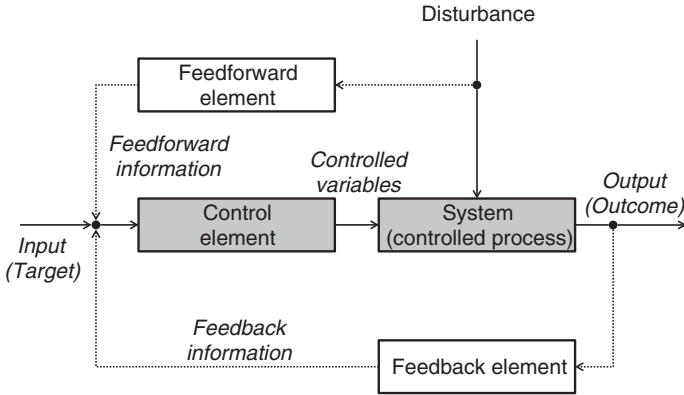 Disturbance
Feedforward
element
Feedforward
information
Controlled
variables
Output
(Outcome)
Control
element
System
(controlled process)
Input
(Target)
Feedback
information
Feedback element